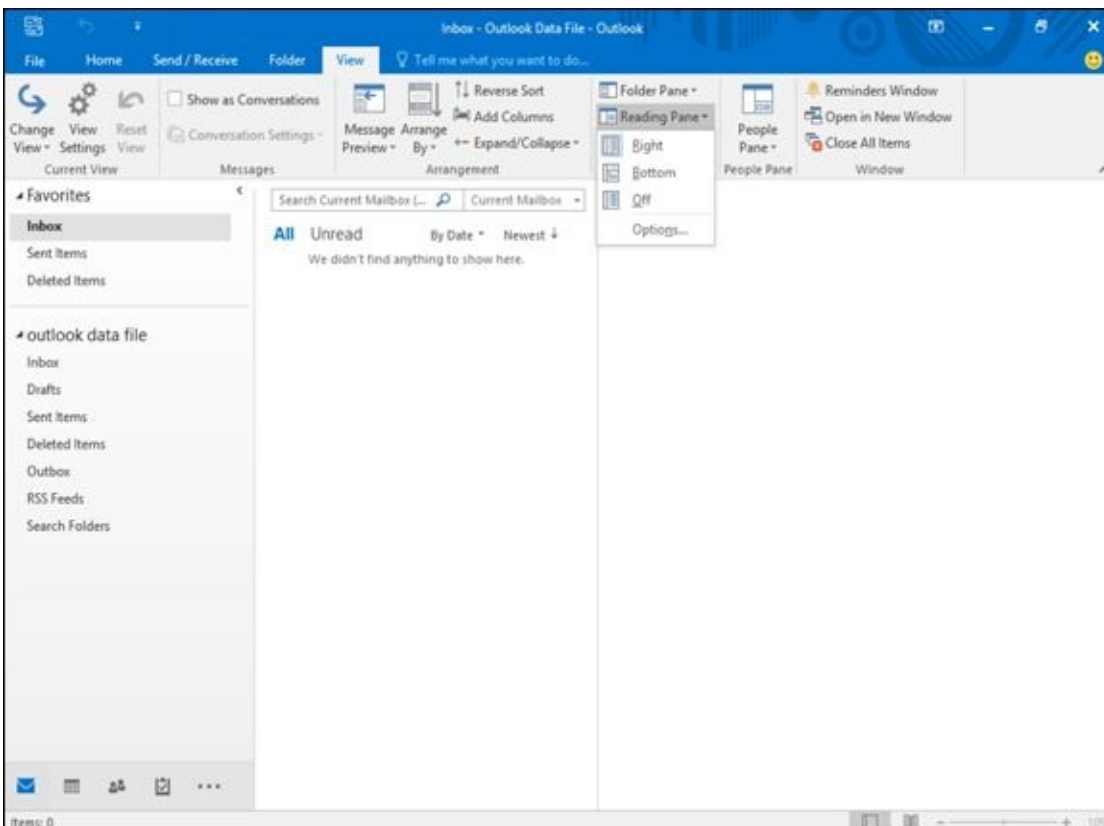 Inbox - Outlook Data File - Outlook
File Home Send / Receive Folder View Tell me what you want to do...
Change View View Settings Reset View
Show as Conversations
Conversation Settings
Message Preview Arrange By
Reverse Sort
Add Columns
Expand/Collapse
Folder Pane
Reading Pane
People Pane
Reminders Window
Open in New Window
Close All Items
Current View Messages Arrangement People Pane Window
Right
Bottom
Off
Options...
Favorites
Inbox
Sent Items
Deleted Items
outlook data file
Inbox
Drafts
Sent Items
Deleted Items
Outbox
RSS Feeds
Search Folders
Search Current Mailbox (... Current Mailbox
All Unread By Date Newest
We didn't find anything to show here.
Items: 0